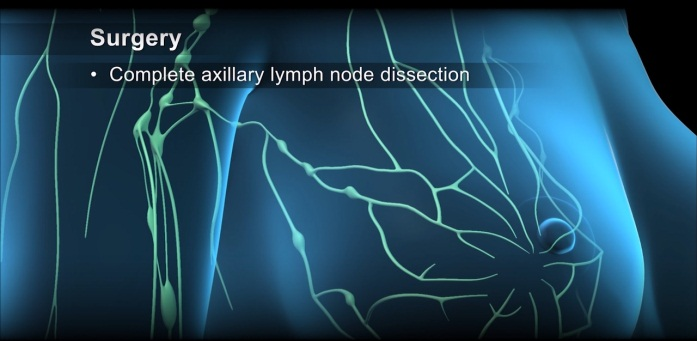 Surgery
• Complete axillary lymph node dissection